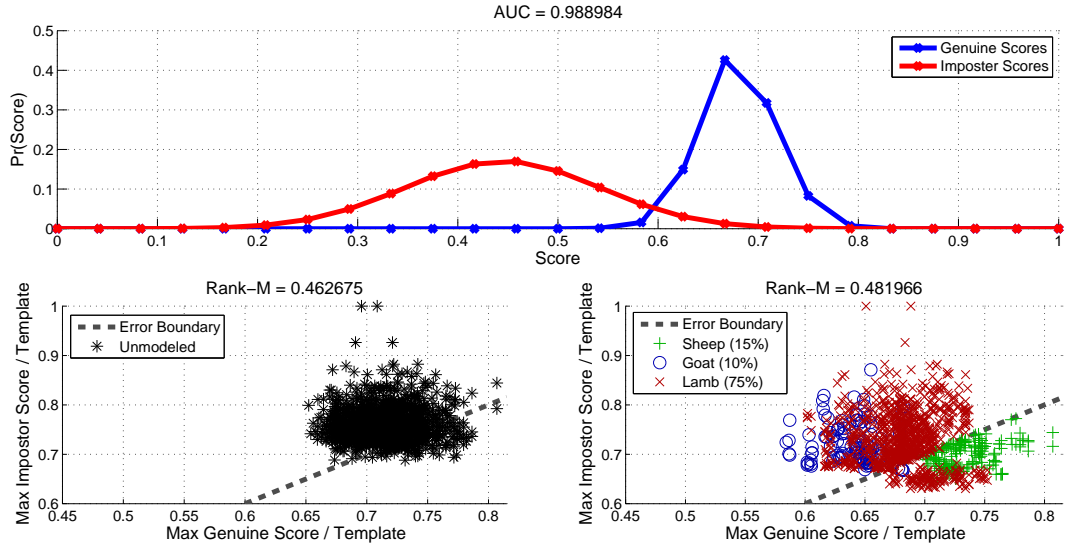 AUC = 0.988984
Pr(Score)
0.5
0.4
0.3
0.2
0.1
0
Genuine Scores
Imposter Scores
0 0.1 0.2 0.3 0.4 0.5 0.6 0.7 0.8 0.9 1
Score
Rank−M = 0.462675
Max Impostor Score / Template
1
0.9
0.8
0.7
0.6
Error Boundary
Unmodeled
0.45 0.5 0.55 0.6 0.65 0.7 0.75 0.8
Max Genuine Score / Template
Rank−M = 0.481966
Max Impostor Score / Template
1
0.9
0.8
0.7
0.6
Error Boundary
Sheep (15%)
Goat (10%)
Lamb (75%)
0.45 0.5 0.55 0.6 0.65 0.7 0.75 0.8
Max Genuine Score / Template